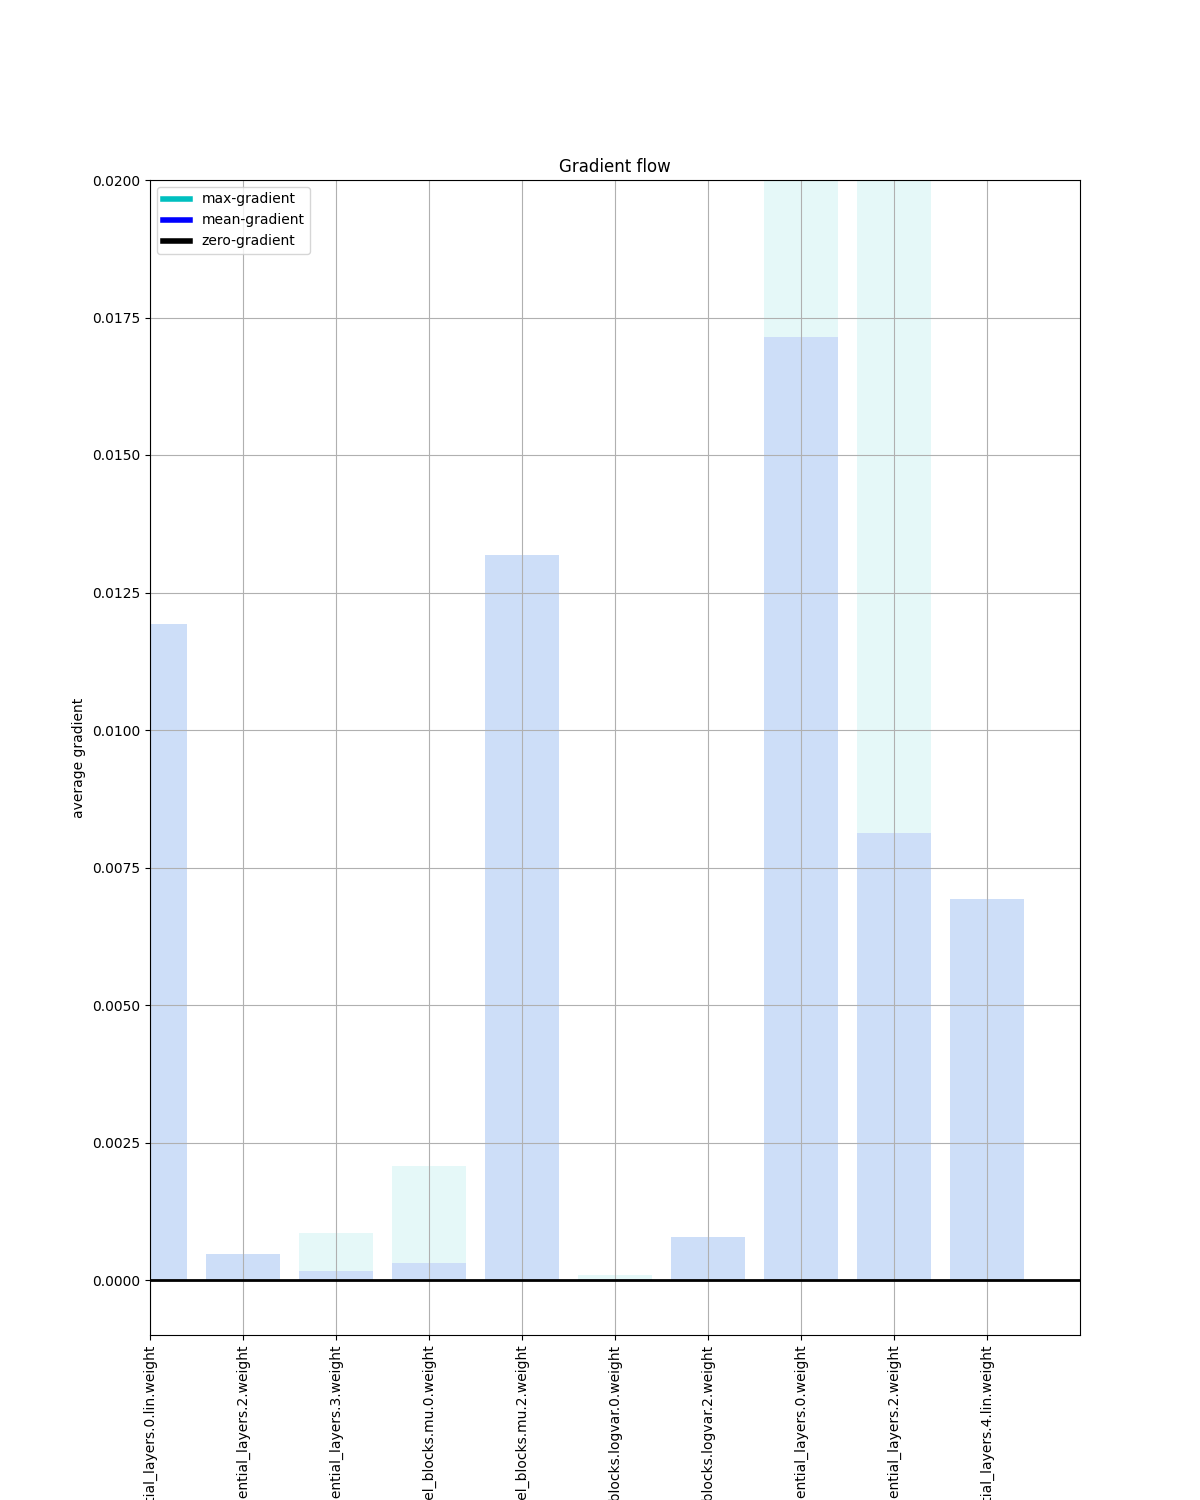 Gradient flow
max-gradient
mean-gradient
zero-gradient
0.0200
0.0175
0.0150
0.0125
0.0100
0.0075
0.0050
0.0025
0.0000
average gradient
tial_layers.0.lin.weight
ential_layers.2.weight
ential_layers.3.weight
el_blocks.mu.0.weight
el_blocks.mu.2.weight
blocks.logvar.0.weight
blocks.logvar.2.weight
ential_layers.0.weight
ential_layers.2.weight
tial_layers.4.lin.weight